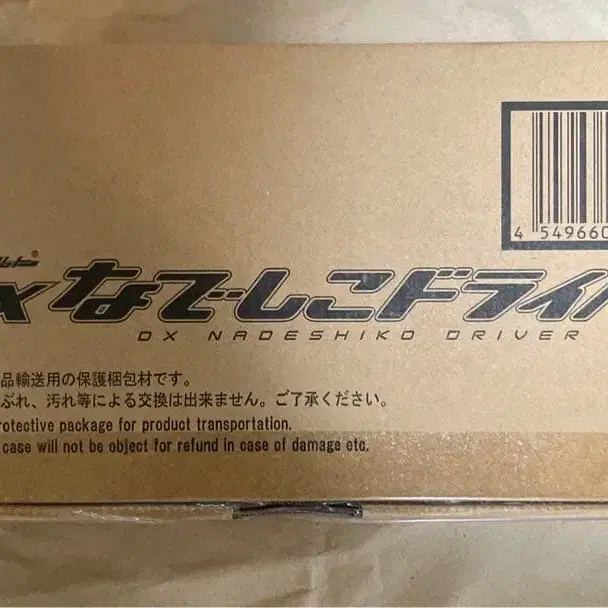 4 549660
ルト®
Xなでしこドライバ
DX NADESHIKO DRIVER
品輸送用の保護梱包材です。
ぶれ、汚れ等による交換は出来ません。ご了承ください。
rotective package for product transportation.
case will not be object for refund in case of damage etc.